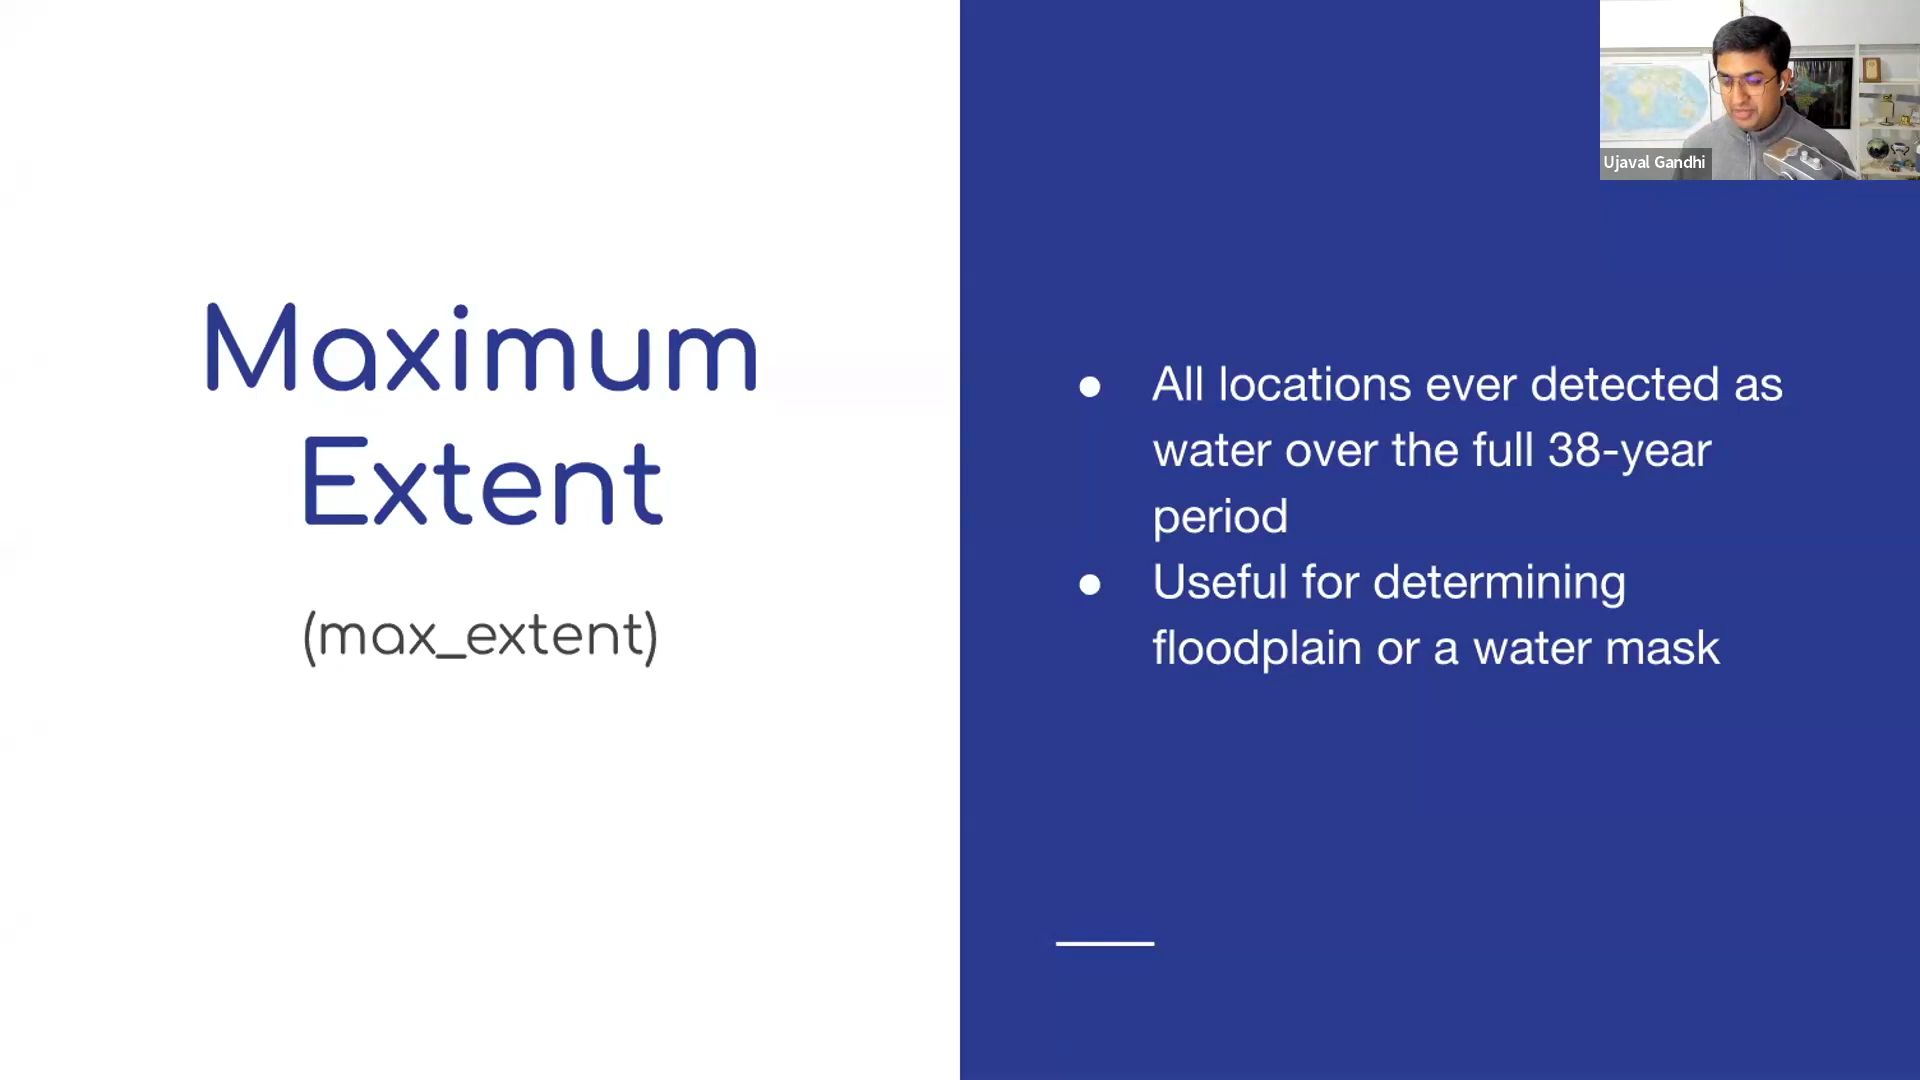 Maximum
Extent
(max_extent)
● All locations ever detected as
water over the full 38-year
period
● Useful for determining
floodplain or a water mask
Ujaval Gandhi